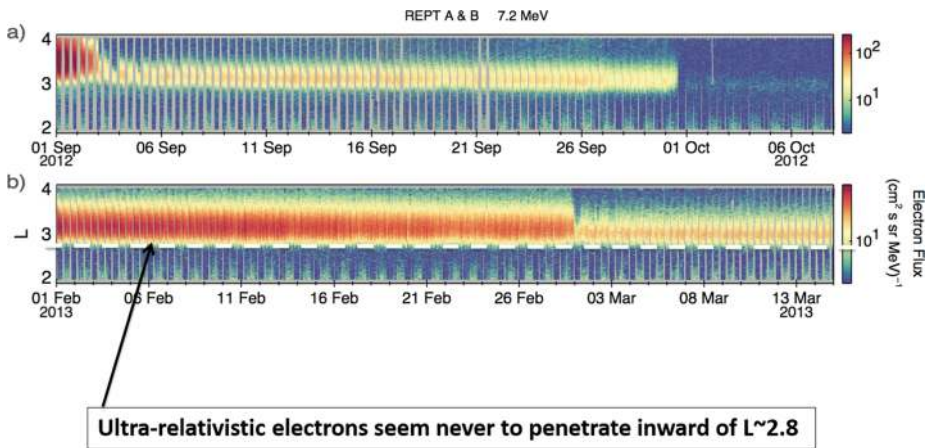 REPT A & B 7.2 MeV
a)
4
3
2
10²
10¹
01 Sep 06 Sep 11 Sep 16 Sep 21 Sep 26 Sep 01 Oct 06 Oct
2012 2012
b)
4
3
2
L
10¹
Electron Flux
(cm² s sr MeV)⁻¹
01 Feb 06 Feb 11 Feb 16 Feb 21 Feb 26 Feb 03 Mar 08 Mar 13 Mar
2013 2013
Ultra-relativistic electrons seem never to penetrate inward of L~2.8